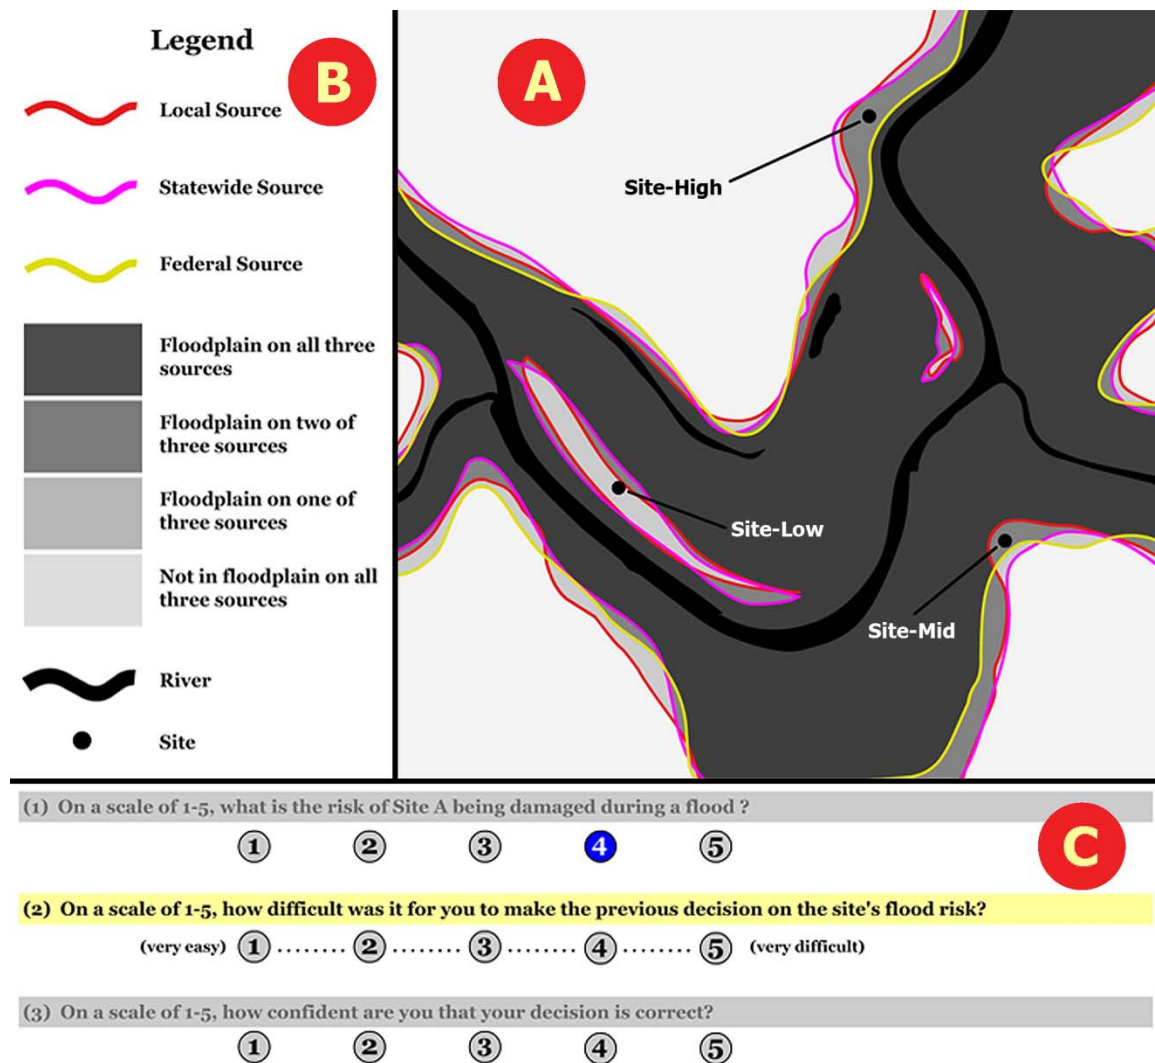 Legend
B
Local Source
Statewide Source
Federal Source
Floodplain on all three
sources
Floodplain on two of
three sources
Floodplain on one of
three sources
Not in floodplain on all
three sources
River
Site
A
Site-High
Site-Low
Site-Mid
(1) On a scale of 1-5, what is the risk of Site A being damaged during a flood ?
1 2 3 4 5
C
(2) On a scale of 1-5, how difficult was it for you to make the previous decision on the site's flood risk?
(very easy) 1 ........ 2 ........ 3 ........ 4 ........ 5 (very difficult)
(3) On a scale of 1-5, how confident are you that your decision is correct?
1 2 3 4 5